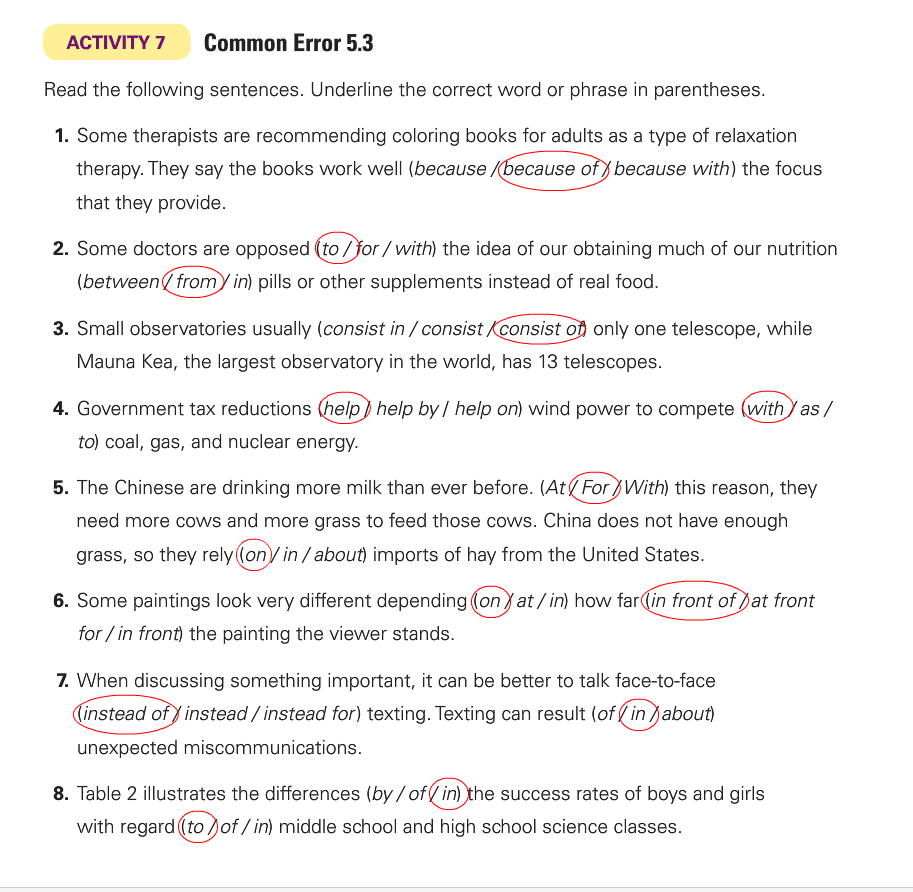 ACTIVITY 7 Common Error 5.3
Read the following sentences. Underline the correct word or phrase in parentheses.
1. Some therapists are recommending coloring books for adults as a type of relaxation
therapy. They say the books work well (because / because of / because with) the focus
that they provide.
2. Some doctors are opposed (to / for / with) the idea of our obtaining much of our nutrition
(between / from / in) pills or other supplements instead of real food.
3. Small observatories usually (consist in / consist / consist of) only one telescope, while
Mauna Kea, the largest observatory in the world, has 13 telescopes.
4. Government tax reductions (help / help by / help on) wind power to compete (with / as /
to) coal, gas, and nuclear energy.
5. The Chinese are drinking more milk than ever before. (At / For / With) this reason, they
need more cows and more grass to feed those cows. China does not have enough
grass, so they rely (on / in / about) imports of hay from the United States.
6. Some paintings look very different depending (on / at / in) how far (in front of / at front
for / in front) the painting the viewer stands.
7. When discussing something important, it can be better to talk face-to-face
(instead of / instead / instead for) texting. Texting can result (of / in / about)
unexpected miscommunications.
8. Table 2 illustrates the differences (by / of / in) the success rates of boys and girls
with regard (to / of / in) middle school and high school science classes.